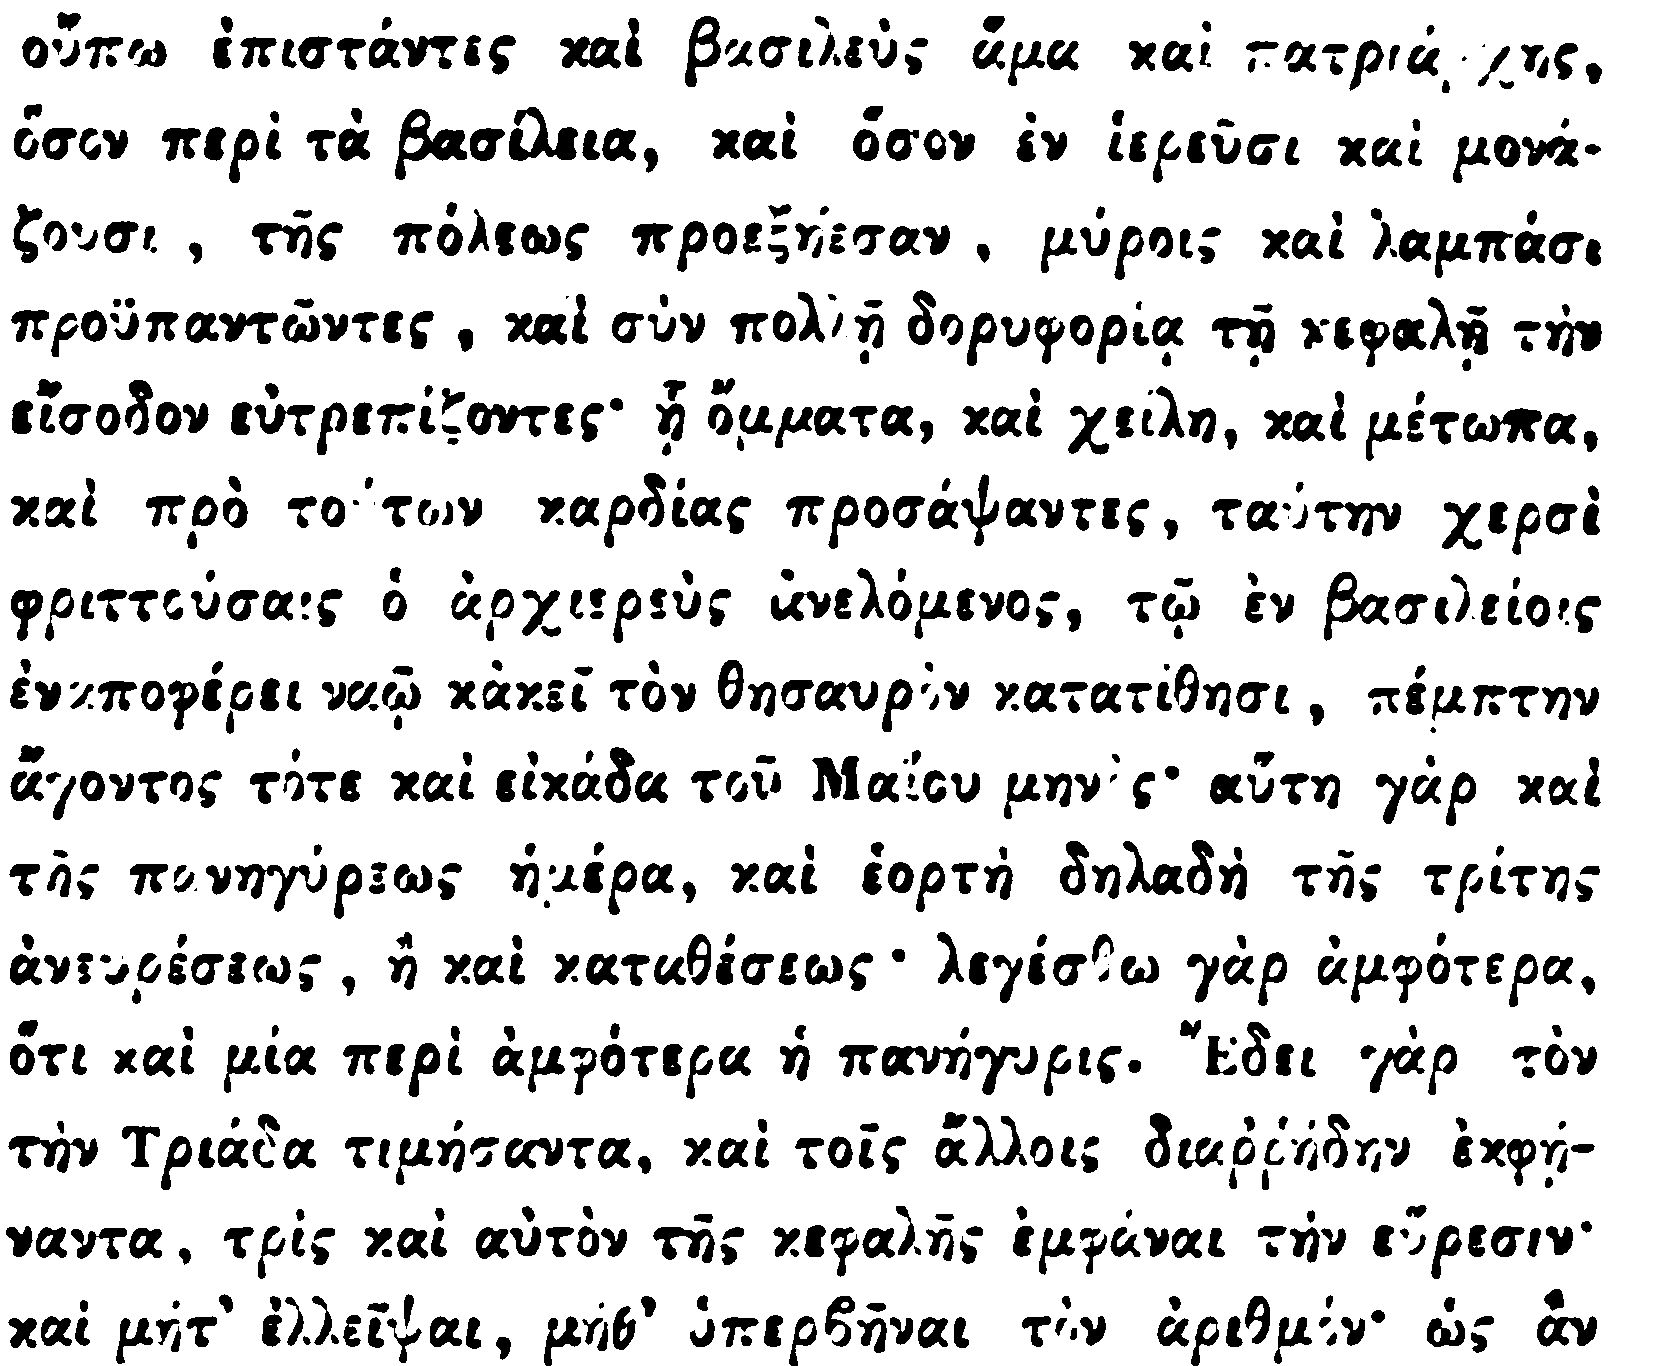 οὔπω ἐπιστάντες καὶ βασιλεὺς ἅμα καὶ πατριάρχης,
ὅσον περὶ τὰ βασίλεια, καὶ ὅσον ἐν ἱερεῦσι καὶ μονά-
ζουσι, τῆς πόλεως προεξῄεσαν, μύροις καὶ λαμπάσι
προϋπαντῶντες, καὶ σὺν πολλῇ δορυφορίᾳ τῇ κεφαλῇ τὴν
εἴσοδον εὐτρεπίζοντες· ᾗ ὄμματα, καὶ χείλη, καὶ μέτωπα,
καὶ πρὸ τούτων καρδίας προσάψαντες, ταύτην χερσὶ
φριττούσαις ὁ ἀρχιερεὺς ἀνελόμενος, τῷ ἐν βασιλείοις
ἐναποφέρει ναῷ κἀκεῖ τὸν θησαυρὸν κατατίθησι, πέμπτην
ἄγοντος τότε καὶ εἰκάδα τοῦ Μαΐου μηνός· αὕτη γὰρ καὶ
τῆς πανηγύρεως ἡμέρα, καὶ ἑορτὴ δηλαδὴ τῆς τρίτης
ἀνευρέσεως, ἢ καὶ καταθέσεως· λεγέσθω γὰρ ἀμφότερα,
ὅτι καὶ μία περὶ ἀμφότερα ἡ πανήγυρις. Ἔδει γὰρ τὸν
τὴν Τριάδα τιμήσαντα, καὶ τοῖς ἄλλοις διαῤῥήδην ἐκφή-
ναντα, τρὶς καὶ αὐτὸν τῆς κεφαλῆς ἐμφάναι τὴν εὕρεσιν·
καὶ μήτ’ ἐλλεῖψαι, μήθ’ ὑπερβῆναι τὸν ἀριθμόν· ὡς ἂν